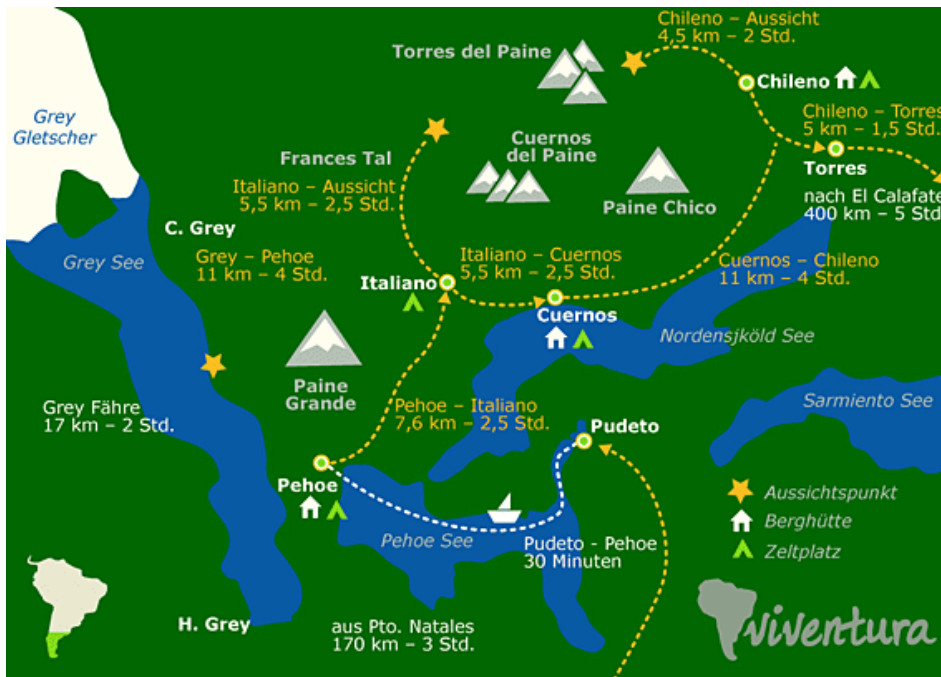 Chileno – Aussicht
4,5 km – 2 Std.
Torres del Paine
Chileno
Grey
Gletscher
Chileno – Torres
5 km – 1,5 Std.
Cuernos
del Paine
Frances Tal
Torres
Italiano – Aussicht
5,5 km – 2,5 Std.
Paine Chico
nach El Calafate
400 km – 5 Std.
C. Grey
Grey See
Grey – Pehoe
11 km – 4 Std.
Italiano – Cuernos
5,5 km – 2,5 Std.
Cuernos – Chileno
11 km – 4 Std.
Italiano
Cuernos
Nordensjköld See
Paine
Grande
Grey Fähre
17 km – 2 Std.
Pehoe – Italiano
7,6 km – 2,5 Std.
Sarmiento See
Pudeto
Pehoe
Aussichtspunkt
Berghütte
Zeltplatz
Pehoe See
Pudeto - Pehoe
30 Minuten
H. Grey
aus Pto. Natales
170 km – 3 Std.
viventura